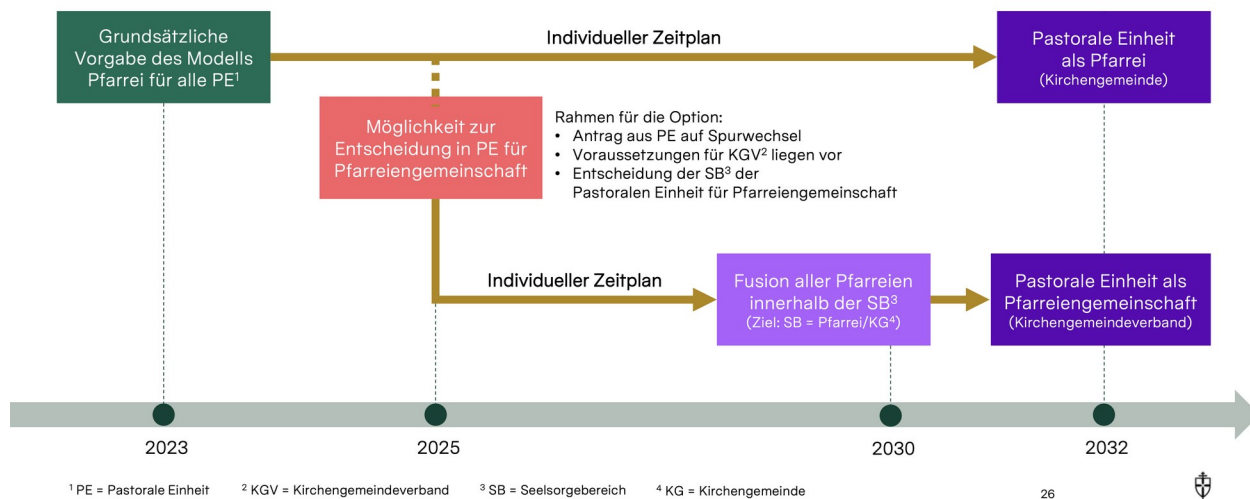 Grundsätzliche
Vorgabe des Modells
Pfarrei für alle PE¹
Individueller Zeitplan
Pastorale Einheit
als Pfarrei
(Kirchengemeinde)
Möglichkeit zur
Entscheidung in PE für
Pfarreiengemeinschaft
Rahmen für die Option:
• Antrag aus PE auf Spurwechsel
• Voraussetzungen für KGV² liegen vor
• Entscheidung der SB³ der
Pastoralen Einheit für Pfarreiengemeinschaft
Individueller Zeitplan
Fusion aller Pfarreien
innerhalb der SB³
(Ziel: SB = Pfarrei/KG⁴)
Pastorale Einheit als
Pfarreiengemeinschaft
(Kirchengemeindeverband)
2023
2025
2030
2032
¹ PE = Pastorale Einheit
² KGV = Kirchengemeindeverband
³ SB = Seelsorgebereich
⁴ KG = Kirchengemeinde
26